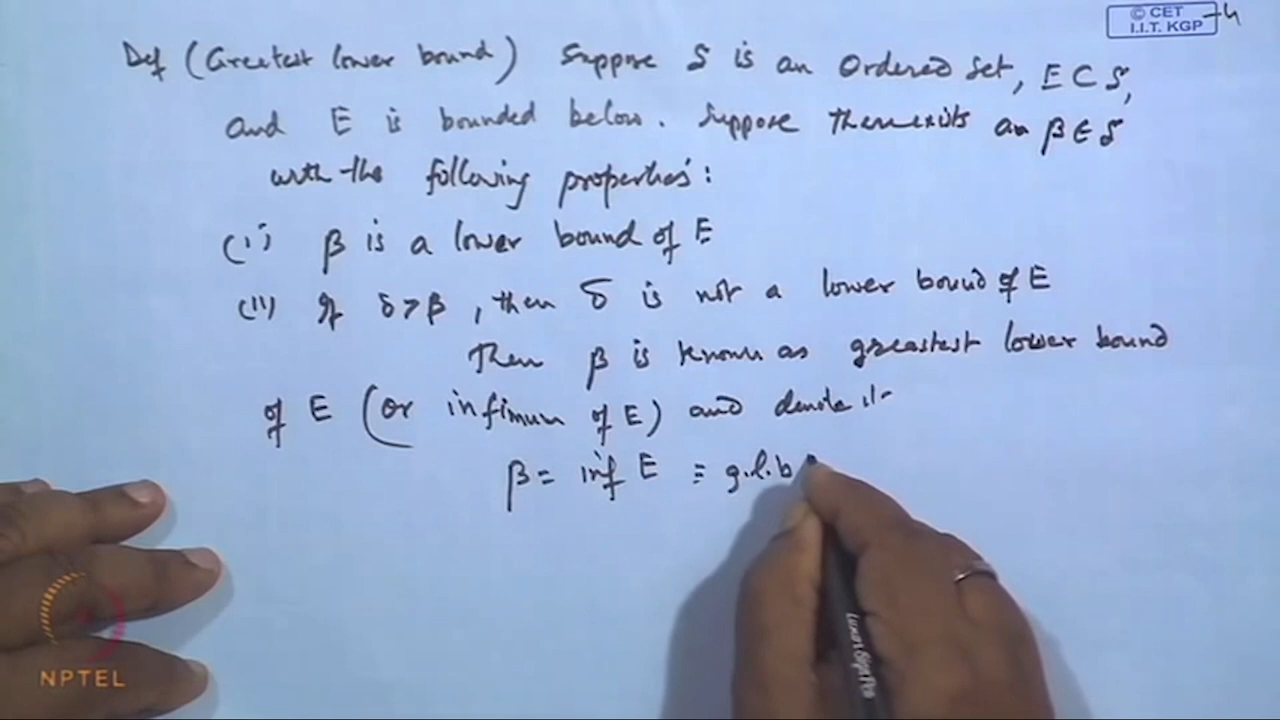 © CET
I.I.T. KGP
Def (Greatest lower bound) Suppose S is an Ordered set, E ⊂ S,
and E is bounded below. Suppose there exits an β ∈ S
with the following properties:
(i) β is a lower bound of E
(ii) If δ > β, then δ is not a lower bound of E
Then β is known as greastest lower bound
of E (or infimum of E) and denote it
β = inf E ≡ g.l.b
NPTEL